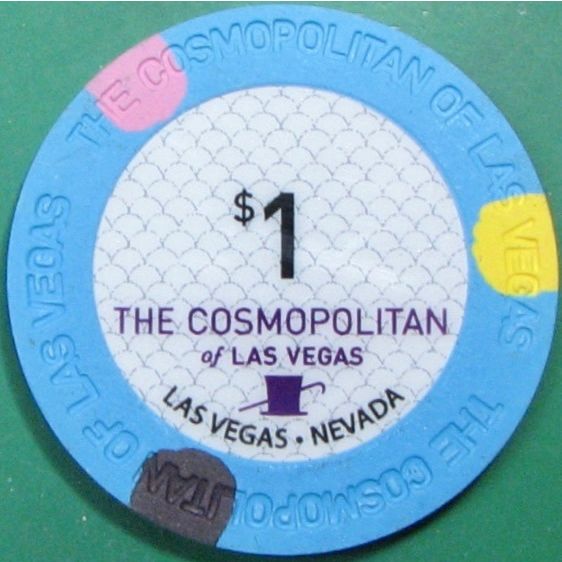 THE COSMOPOLITAN OF LAS VEGAS
THE COSMOPOLITAN OF LAS VEGAS
$1
THE COSMOPOLITAN
of LAS VEGAS
LAS VEGAS • NEVADA